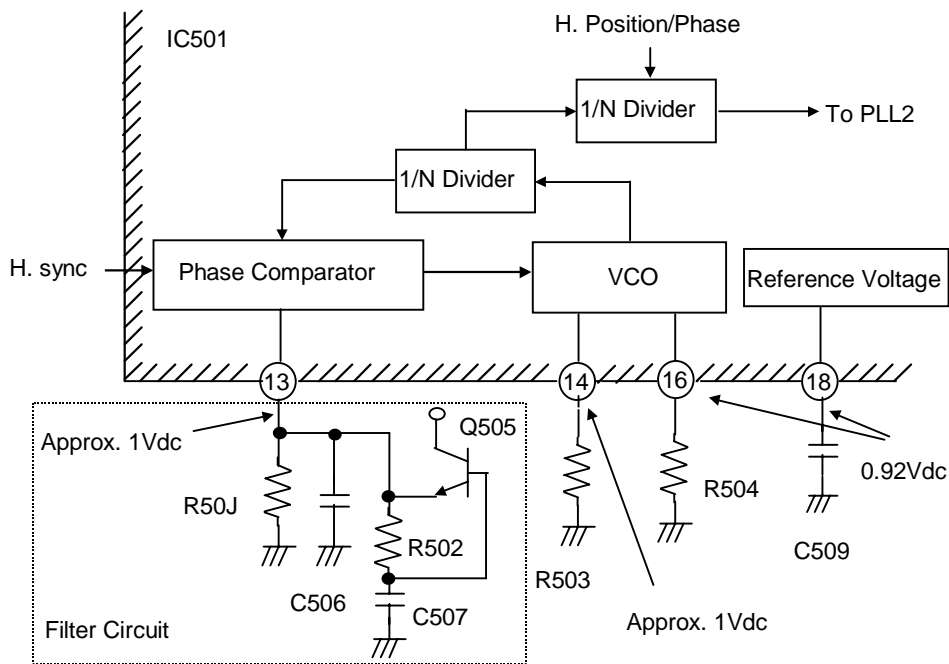 IC501
H. Position/Phase
1/N Divider
To PLL2
1/N Divider
H. sync
Phase Comparator
VCO
Reference Voltage
13
14
16
18
Approx. 1Vdc
Q505
0.92Vdc
R50J
R504
R502
C509
R503
C506
C507
Approx. 1Vdc
Filter Circuit